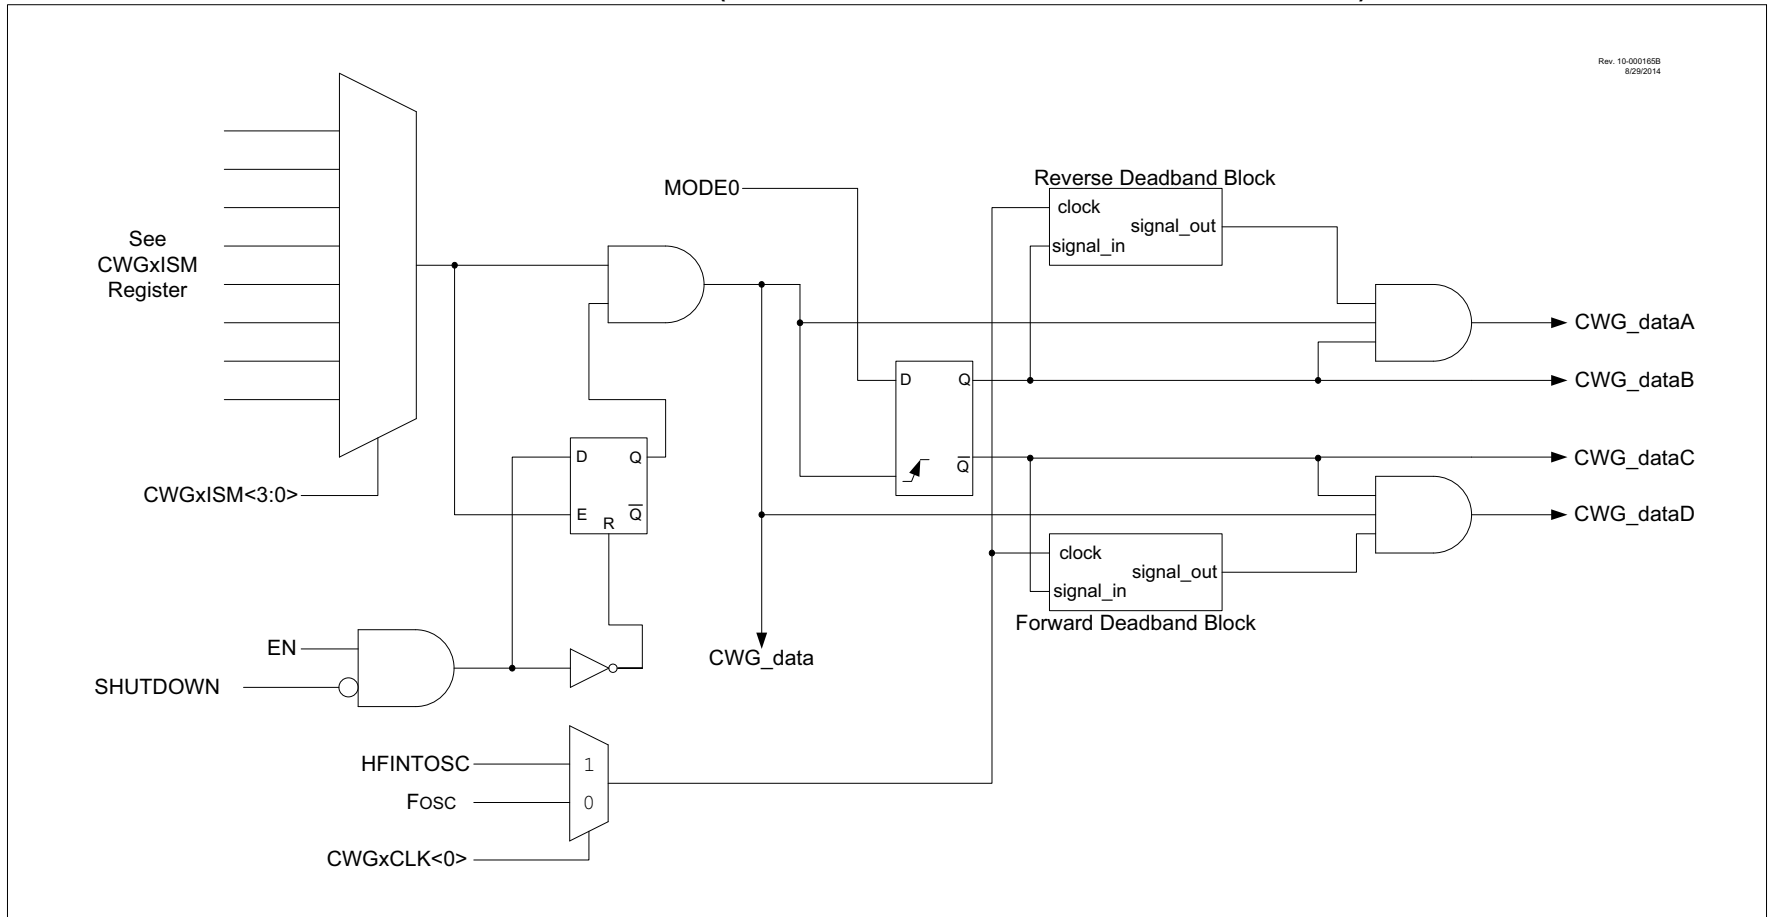 Rev. 10-000165B
8/29/2014
See
CWGxISM
Register
CWGxISM<3:0>
MODE0
Reverse Deadband Block
clock
signal_out
signal_in
CWG_dataA
D
Q
CWG_dataB
Q
CWG_dataC
CWG_dataD
D
Q
E
R
Q
clock
signal_out
signal_in
Forward Deadband Block
EN
SHUTDOWN
CWG_data
HFINTOSC
1
FOSC
0
CWGxCLK<0>